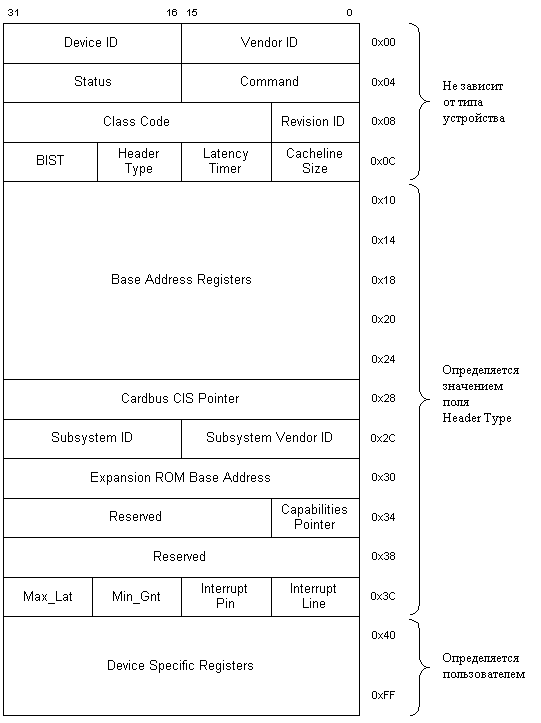 31 16 15 0
Device ID Vendor ID 0x00
Status Command 0x04
Class Code Revision ID 0x08
BIST Header Type Latency Timer Cacheline Size 0x0C
Не зависит
от типа
устройства
0x10
0x14
Base Address Registers 0x18
0x20
0x24
Cardbus CIS Pointer 0x28
Subsystem ID Subsystem Vendor ID 0x2C
Expansion ROM Base Address 0x30
Reserved Capabilities Pointer 0x34
Reserved 0x38
Max_Lat Min_Gnt Interrupt Pin Interrupt Line 0x3C
Определяется
значением
поля
Header Type
0x40
Device Specific Registers
0xFF
Определяется
пользователем